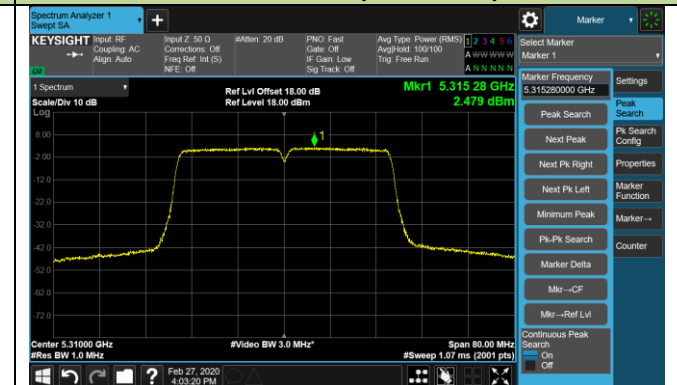 Spectrum Analyzer 1
Swept SA
Marker
KEYSIGHT
Input: RF
Coupling: AC
Align: Auto
Input Z: 50 Ω
Corrections: Off
Freq Ref: Int (S)
NFE: Off
#Atten: 20 dB
PNO: Fast
Gate: Off
IF Gain: Low
Sig Track: Off
Avg Type: Power (RMS)
Avg|Hold: 100/100
Trig: Free Run
1 2 3 4 5 6
A W W W W W
A N N N N N
Select Marker
Marker 1
1 Spectrum
Scale/Div 10 dB
Log
Ref Lvl Offset 18.00 dB
Ref Level 18.00 dBm
Mkr1 5.315 28 GHz
2.479 dBm
Marker Frequency
5.315280000 GHz
Settings
Peak Search
Peak
Search
Next Peak
Pk Search
Config
Next Pk Right
Properties
Next Pk Left
Marker
Function
Minimum Peak
Marker→
Pk-Pk Search
Counter
Marker Delta
Mkr→CF
Mkr→Ref Lvl
Continuous Peak
Search
On
Off
1
8.00
-2.00
-12.0
-22.0
-32.0
-42.0
-52.0
-62.0
-72.0
Center 5.31000 GHz
#Res BW 1.0 MHz
#Video BW 3.0 MHz*
Span 80.00 MHz
#Sweep 1.07 ms (2001 pts)
?
Feb 27, 2020
4:03:20 PM